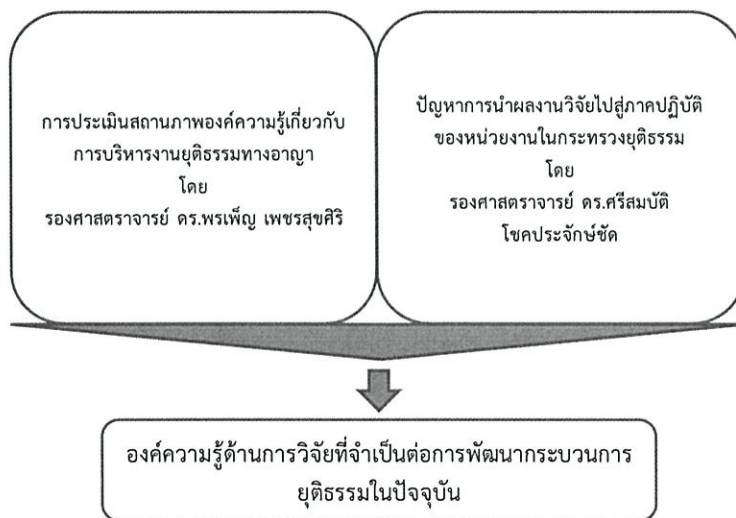 การประเมินสถานภาพองค์ความรู้เกี่ยวกับ
การบริหารงานยุติธรรมทางอาญา
โดย
รองศาสตราจารย์ ดร.พรเพ็ญ เพชรสุขศิริ
ปัญหาการนำผลงานวิจัยไปสู่ภาคปฏิบัติ
ของหน่วยงานในกระทรวงยุติธรรม
โดย
รองศาสตราจารย์ ดร.ศรีสมบัติ
โชคประจักษ์ชัด
องค์ความรู้ด้านการวิจัยที่จำเป็นต่อการพัฒนากระบวนการ
ยุติธรรมในปัจจุบัน